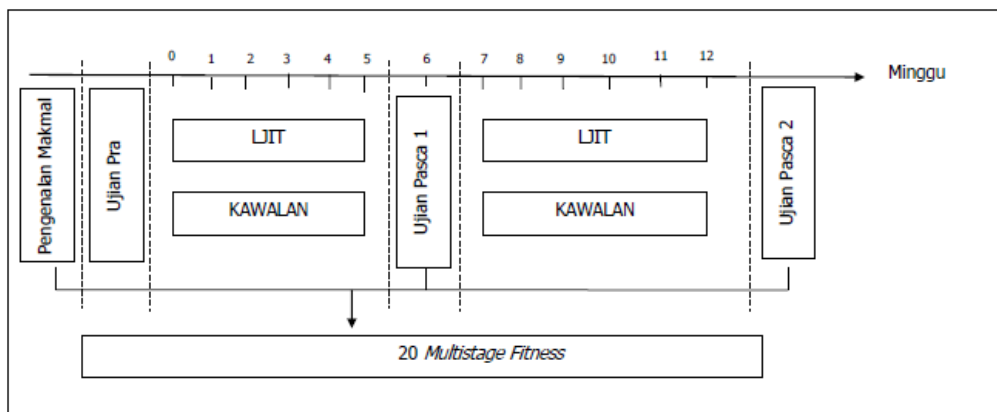 0 1 2 3 4 5 6 7 8 9 10 11 12
Minggu
Pengenalan Makmal
Ujian Pra
LJIT
KAWALAN
Ujian Pasca 1
LJIT
KAWALAN
Ujian Pasca 2
20 Multistage Fitness